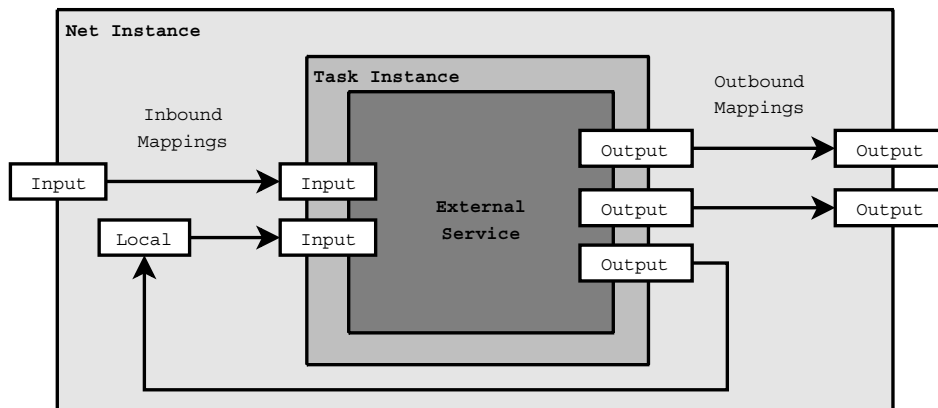 Net Instance
Task Instance
Inbound
Mappings
Outbound
Mappings
Input
Input
Local
Input
External
Service
Output
Output
Output
Output
Output